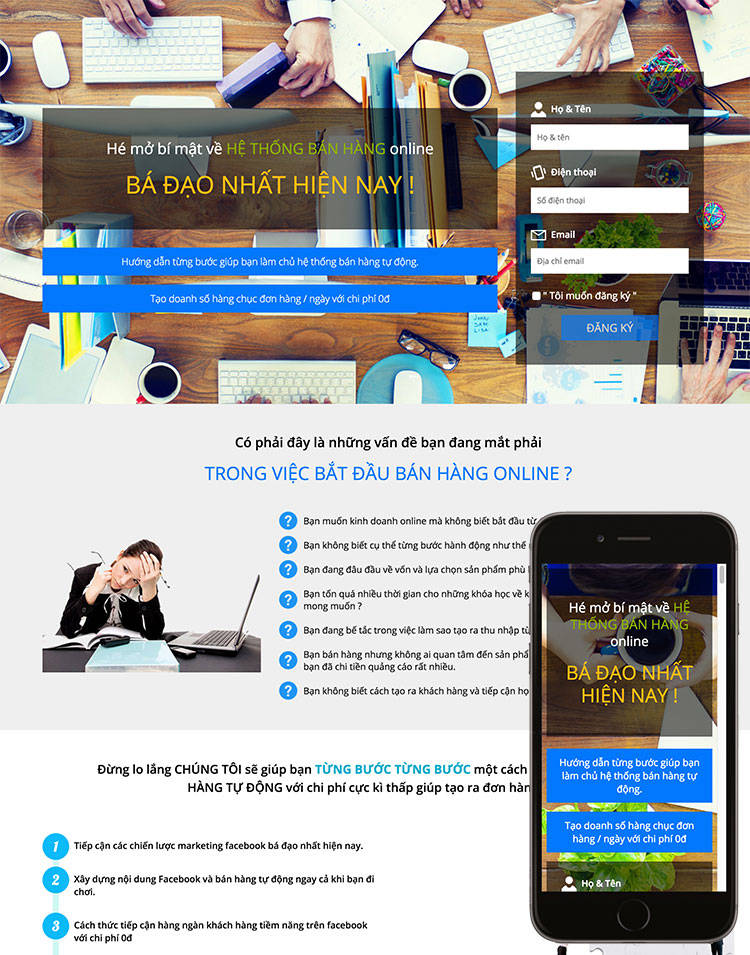 Hé mở bí mật về HỆ THỐNG BÁN HÀNG online
BÁ ĐẠO NHẤT HIỆN NAY !
Hướng dẫn từng bước giúp bạn làm chủ hệ thống bán hàng tự động.
Tạo doanh số hàng chục đơn hàng / ngày với chi phí 0đ
Họ & Tên
Họ & tên
Điện thoại
Số điện thoại
Email
Địa chỉ email
" Tôi muốn đăng ký "
ĐĂNG KÝ
Có phải đây là những vấn đề bạn đang mắt phải
TRONG VIỆC BẮT ĐẦU BÁN HÀNG ONLINE ?
? Bạn muốn kinh doanh online mà không biết bắt đầu từ
? Bạn không biết cụ thể từng bước hành động như thế
? Bạn đang đâu đầu về vốn và lựa chọn sản phẩm phù
? Bạn tốn quá nhiều thời gian cho những khóa học về
mong muốn ?
? Bạn đang bế tắc trong việc làm sao tạo ra thu nhập
? Bạn bán hàng nhưng không ai quan tâm đến sản
bạn đã chi tiền quảng cáo rất nhiều.
? Bạn không biết cách tạo ra khách hàng và tiếp cận
Đừng lo lắng CHÚNG TÔI sẽ giúp bạn TỪNG BƯỚC TỪNG BƯỚC một cách
HÀNG TỰ ĐỘNG với chi phí cực kì thấp giúp tạo ra đơn
1 Tiếp cận các chiến lược marketing facebook bá đạo nhất hiện nay.
2 Xây dựng nội dung Facebook và bán hàng tự động ngay cả khi bạn đi
chơi.
3 Cách thức tiếp cận hàng ngàn khách hàng tiềm năng trên facebook
với chi phí 0đ
Hé mở bí mật về HỆ
THỐNG BÁN HÀNG
online
BÁ ĐẠO NHẤT
HIỆN NAY !
Hướng dẫn từng bước giúp bạn
làm chủ hệ thống bán hàng tự
động.
Tạo doanh số hàng chục đơn
hàng / ngày với chi phí 0đ
Họ & Tên